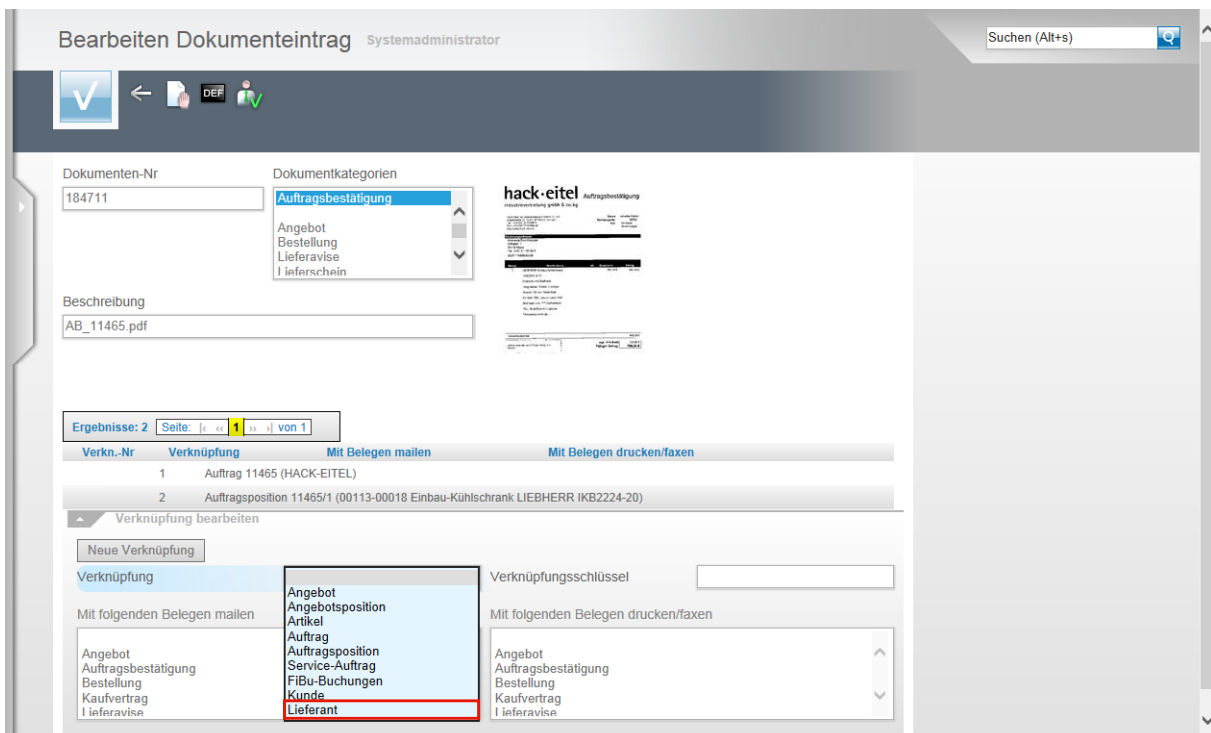 Bearbeiten Dokumenteintrag Systemadministrator
Suchen (Alt+s)
DEF
Dokumenten-Nr
Dokumentkategorien
184711
Auftragsbestätigung
Angebot
Bestellung
Lieferavise
Lieferschein
hack-eitel Auftragsbestätigung
Beschreibung
AB_11465.pdf
Ergebnisse: 2 Seite: |‹ ‹‹ 1 ›› ›| von 1
Verkn.-Nr Verknüpfung Mit Belegen mailen Mit Belegen drucken/faxen
1 Auftrag 11465 (HACK-EITEL)
2 Auftragsposition 11465/1 (00113-00018 Einbau-Kühlschrank LIEBHERR IKB2224-20)
Verknüpfung bearbeiten
Neue Verknüpfung
Verknüpfung
Angebot
Angebotsposition
Artikel
Auftrag
Auftragsposition
Service-Auftrag
FiBu-Buchungen
Kunde
Lieferant
Verknüpfungsschlüssel
Mit folgenden Belegen mailen
Angebot
Auftragsbestätigung
Bestellung
Kaufvertrag
Lieferavise
Mit folgenden Belegen drucken/faxen
Angebot
Auftragsbestätigung
Bestellung
Kaufvertrag
Lieferavise